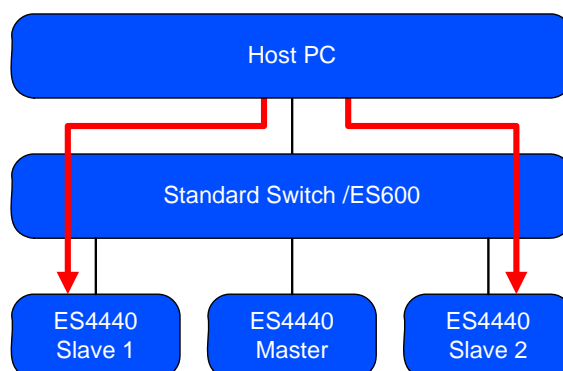 Host PC
Standard Switch /ES600
ES4440
Slave 1
ES4440
Master
ES4440
Slave 2